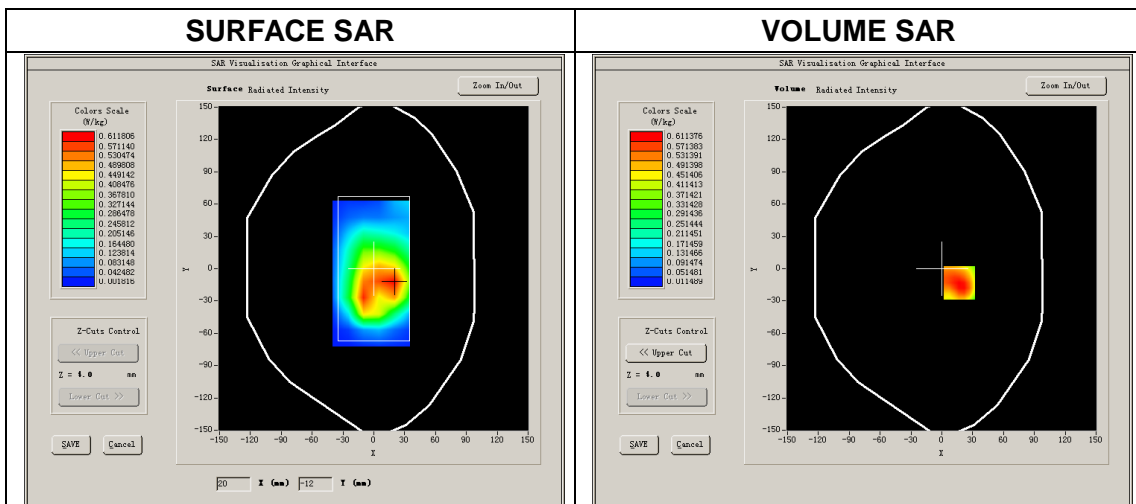 SURFACE SAR
VOLUME SAR
SAR Visualisation Graphical Interface
Surface Radiated Intensity
Zoom In/Out
Colors Scale
(W/kg)
0.611806
0.571140
0.530474
0.489808
0.449142
0.408476
0.367810
0.327144
0.286478
0.245812
0.205146
0.164480
0.123814
0.083148
0.042482
0.001816
150
120
90
60
30
0
-30
-60
-90
-120
-150
Y
-150 -120 -90 -60 -30 0 30 60 90 120 150
X
Z-Cuts Control
<< Upper Cut
Z = 4.0 mm
Lower Cut >>
SAVE
Cancel
20 X (mm) -12 Y (mm)
SAR Visualisation Graphical Interface
Volume Radiated Intensity
Zoom In/Out
Colors Scale
(W/kg)
0.611376
0.571383
0.531391
0.491398
0.451406
0.411413
0.371421
0.331428
0.291436
0.251444
0.211451
0.171459
0.131466
0.091474
0.051481
0.011489
150
120
90
60
30
0
-30
-60
-90
-120
-150
Y
-150 -120 -90 -60 -30 0 30 60 90 120 150
X
Z-Cuts Control
<< Upper Cut
Z = 4.0 mm
Lower Cut >>
SAVE
Cancel